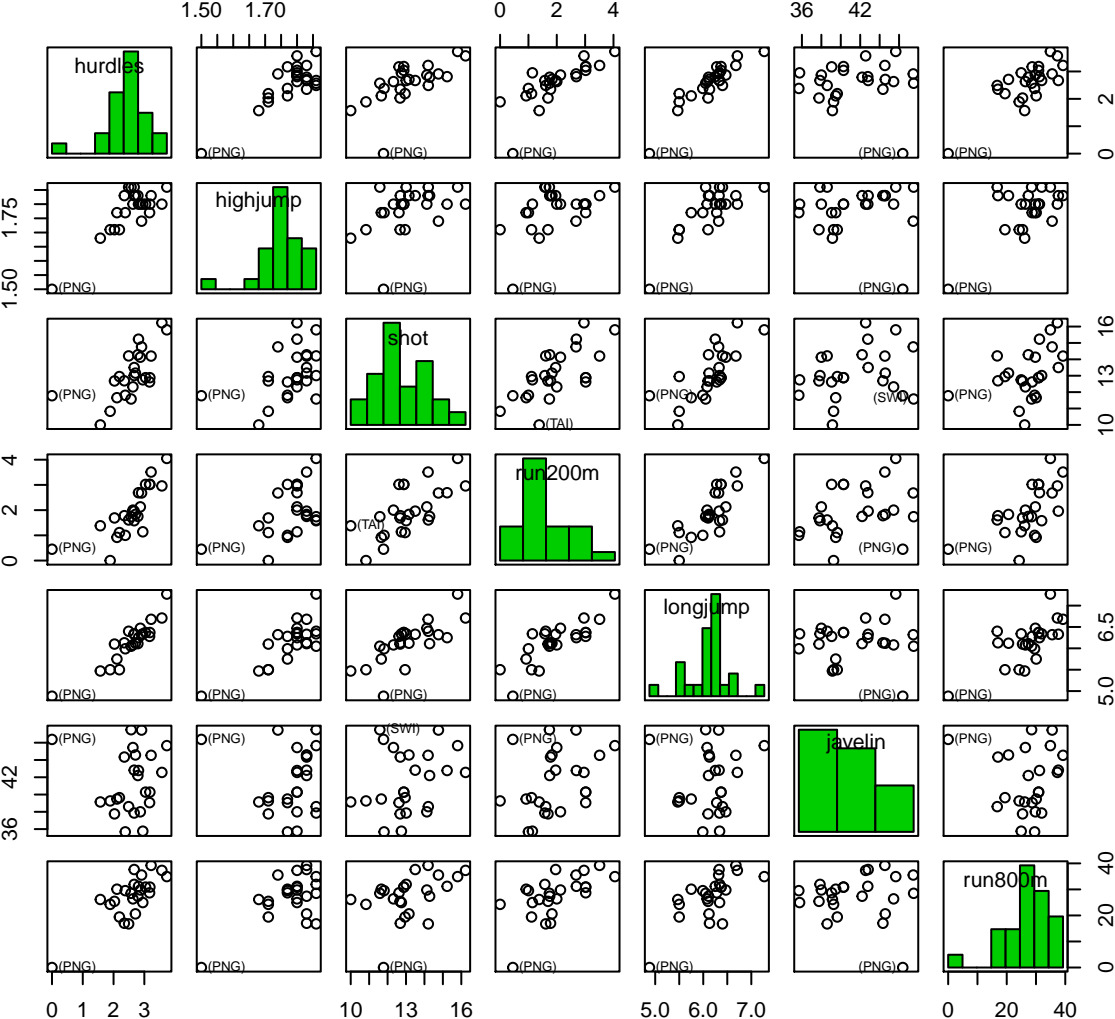 1.50 1.70 0 1 2 3 4 36 42
hurdles
(PNG) (PNG) (PNG) (PNG) (PNG) (PNG)
0 2
highjump
(PNG) (PNG) (PNG) (PNG) (PNG) (PNG)
1.50 1.75
shot
(PNG) (PNG) (TAI) (PNG) (SWI) (PNG)
10 13 16
run200m
(PNG) (PNG) (TAI) (PNG) (PNG) (PNG)
0 2 4
longjump
(PNG) (PNG) (PNG) (PNG) (PNG) (PNG)
5.0 6.5
javelin
(PNG) (PNG) (SWI) (PNG) (PNG) (PNG)
36 42
run800m
(PNG) (PNG) (PNG) (PNG) (PNG) (PNG)
0 20 40
0 1 2 3 10 13 16 5.0 6.0 7.0 0 20 40